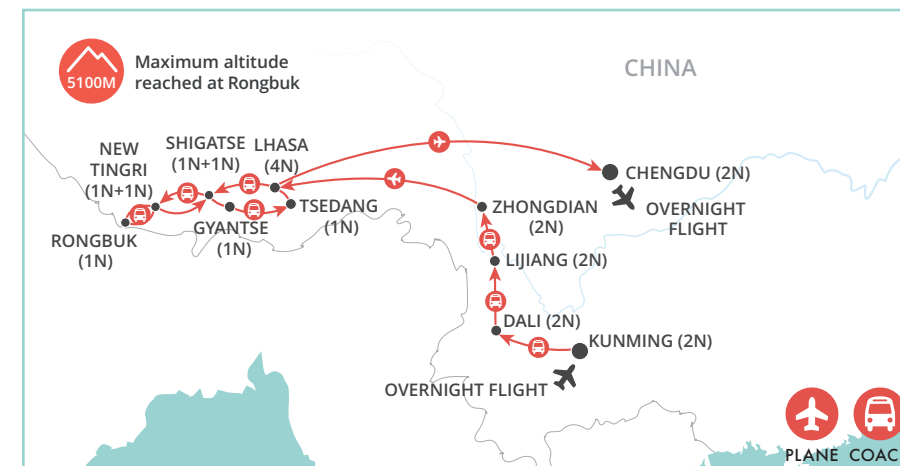 5100M
Maximum altitude
reached at Rongbuk
CHINA
NEW
TINGRI
(1N+1N)
SHIGATSE
(1N+1N)
LHASA
(4N)
CHENGDU (2N)
OVERNIGHT
FLIGHT
TSEDANG
(1N)
ZHONGDIAN
(2N)
GYANTSE
(1N)
RONGBUK
(1N)
LIJIANG (2N)
DALI (2N)
KUNMING (2N)
OVERNIGHT FLIGHT
PLANE COAC